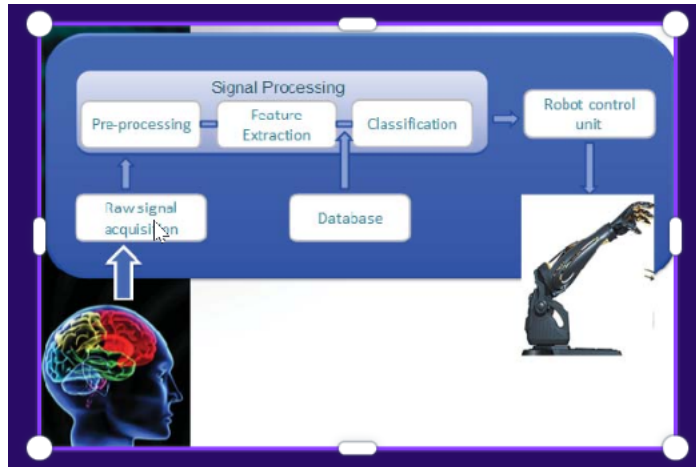 Signal Processing
Pre-processing
Feature
Extraction
Classification
Robot control
unit
Raw signal
acquisition
Database